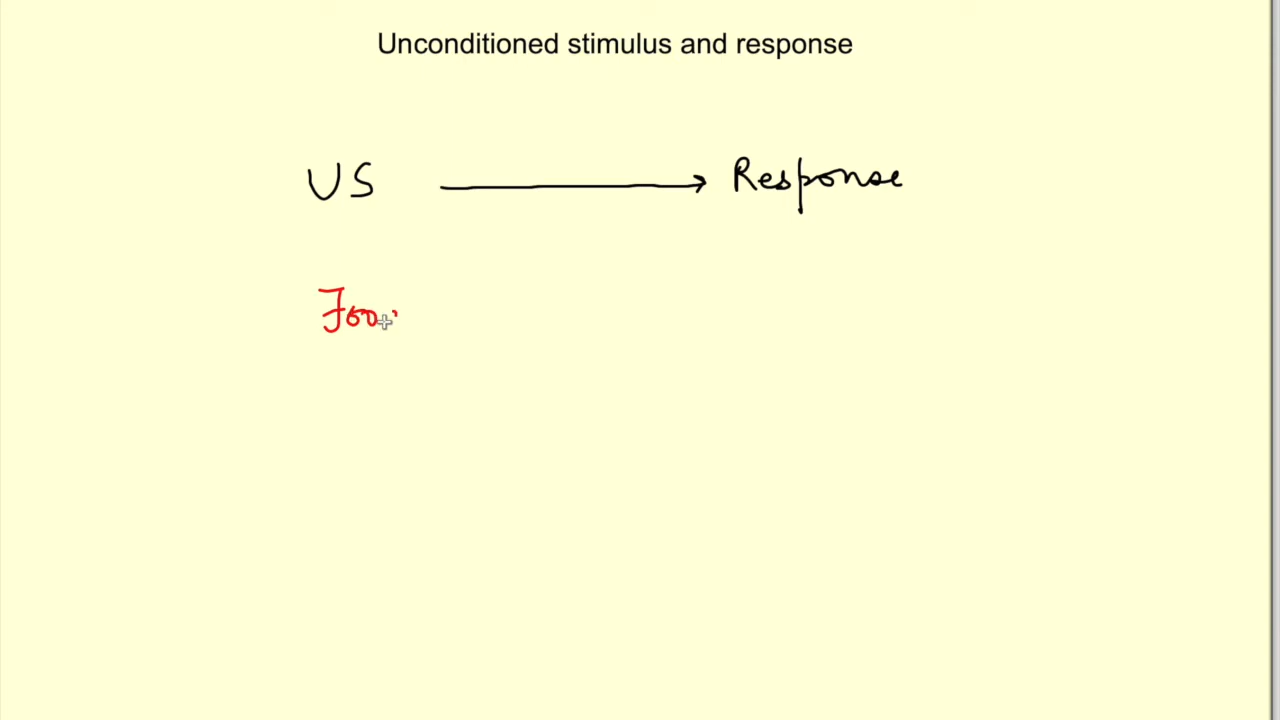 Unconditioned stimulus and response
US → Response
Foo